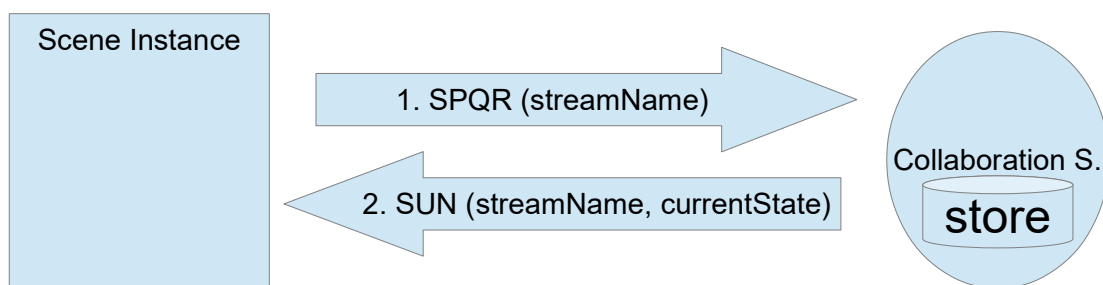 Scene Instance
1. SPQR (streamName)
Collaboration S.
2. SUN (streamName, currentState)
store